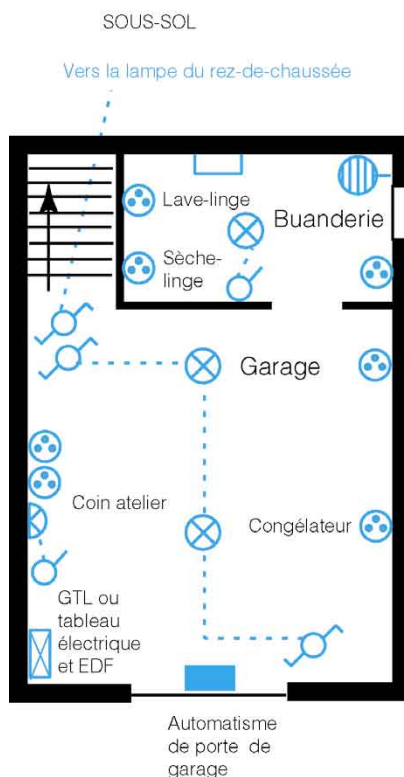 SOUS-SOL
Vers la lampe du rez-de-chaussée
Lave-linge
Buanderie
Sèche-
linge
Garage
Coin atelier
Congélateur
GTL ou
tableau
électrique
et EDF
Automatisme
de porte de
garage